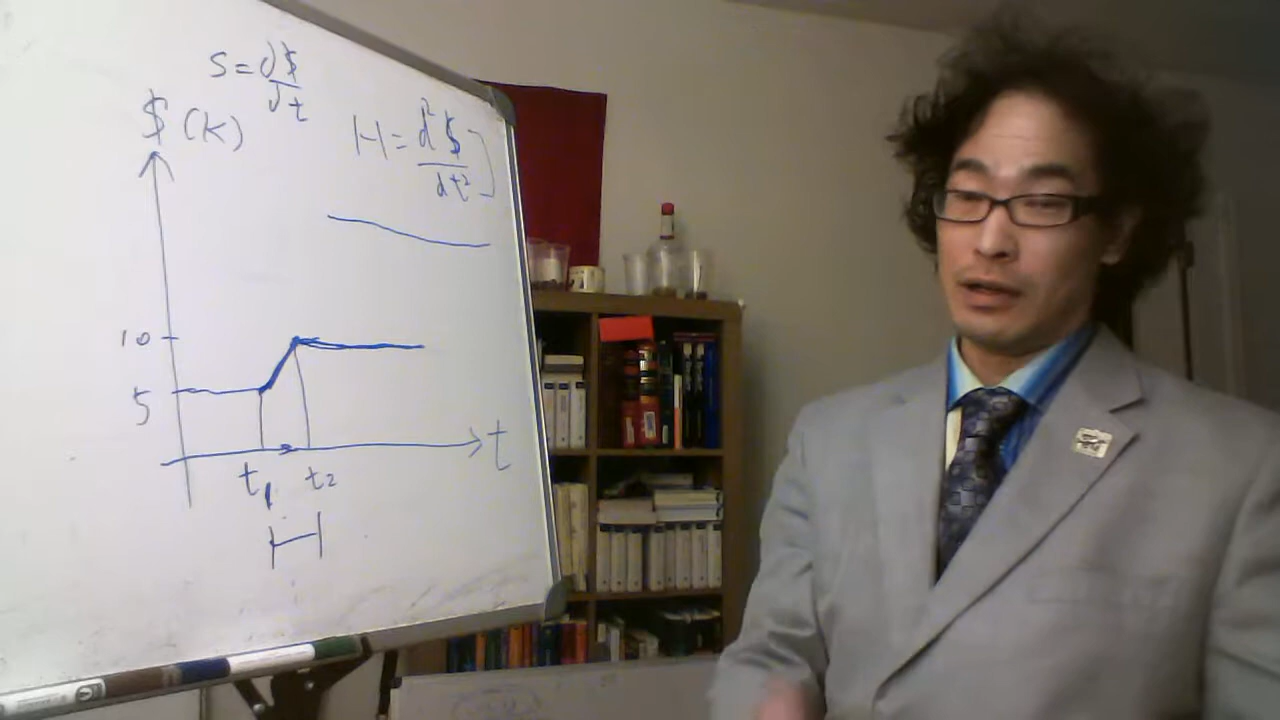 S = d$/dt
$ (K)
H = d²$/dt²
10
5
t
t₁ t₂